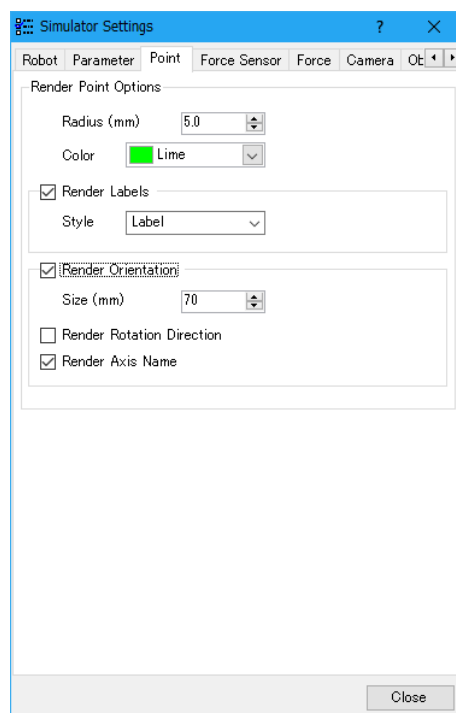 Simulator Settings ?
Robot Parameter Point Force Sensor Force Camera
Render Point Options
Radius (mm) 5.0
Color Lime
Render Labels
Style Label
Render Orientation
Size (mm) 70
Render Rotation Direction
Render Axis Name
Close